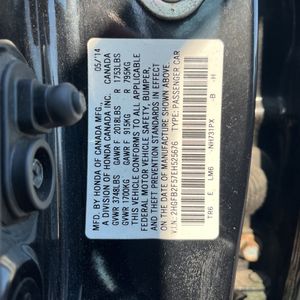 MFD. BY HONDA OF CANADA MFG., 05/14
A DIVISION OF HONDA CANADA INC. CANADA
GVWR 3748LBS GAWR F 2018LBS R 1753LBS
GVWR 1700KG GAWR F 915KG R 795KG
THIS VEHICLE CONFORMS TO ALL APPLICABLE
FEDERAL MOTOR VEHICLE SAFETY, BUMPER,
AND THEFT PREVENTION STANDARDS IN EFFECT
ON THE DATE OF MANUFACTURE SHOWN ABOVE.
V.I.N.: 2HGFB2F57EH525676 TYPE: PASSENGER CAR
TR6 E LM6 NH731PX B H